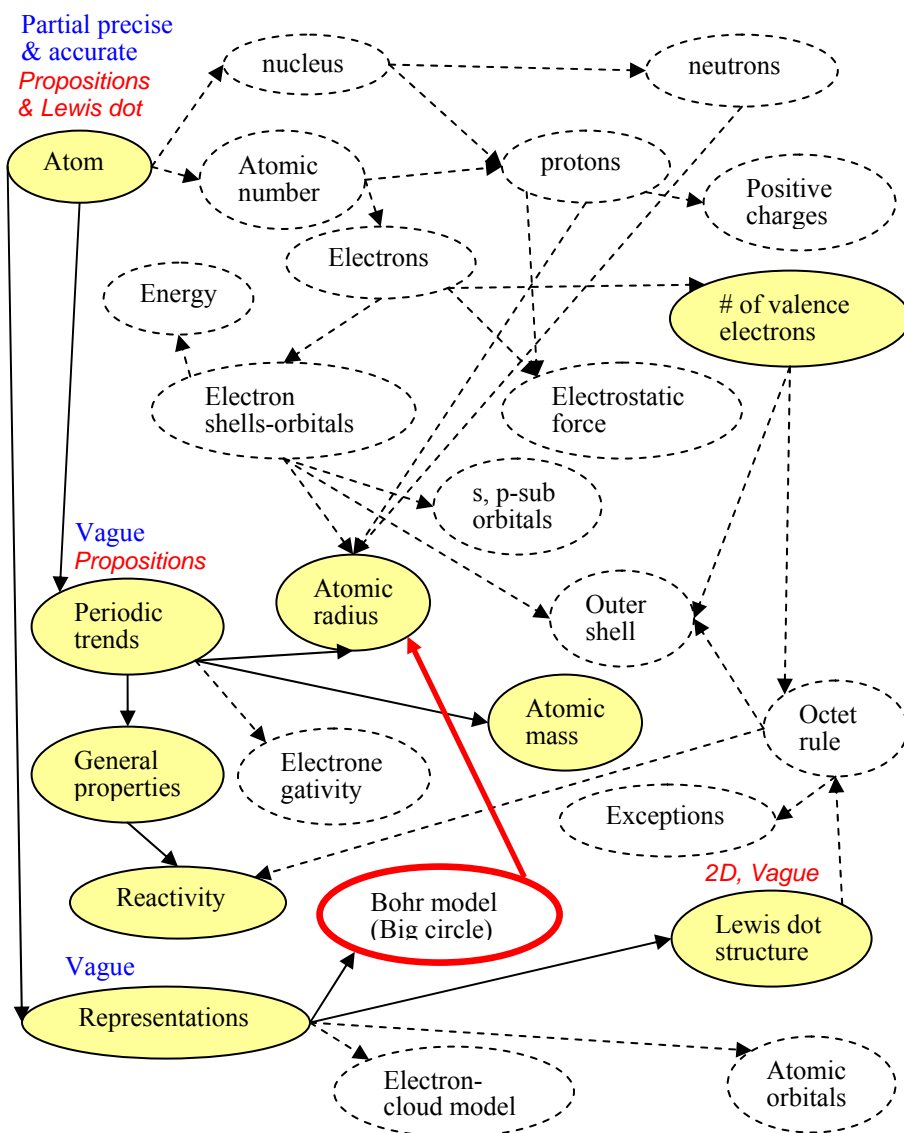 Partial precise
& accurate
Propositions
& Lewis dot
nucleus
neutrons
Atom
Atomic
number
protons
Positive
charges
Electrons
Energy
# of valence
electrons
Electron
shells-orbitals
Electrostatic
force
s, p-sub
orbitals
Vague
Propositions
Periodic
trends
Atomic
radius
Outer
shell
Atomic
mass
Octet
rule
General
properties
Electrone
gativity
Exceptions
Reactivity
Bohr model
(Big circle)
2D, Vague
Lewis dot
structure
Vague
Representations
Electron-
cloud model
Atomic
orbitals